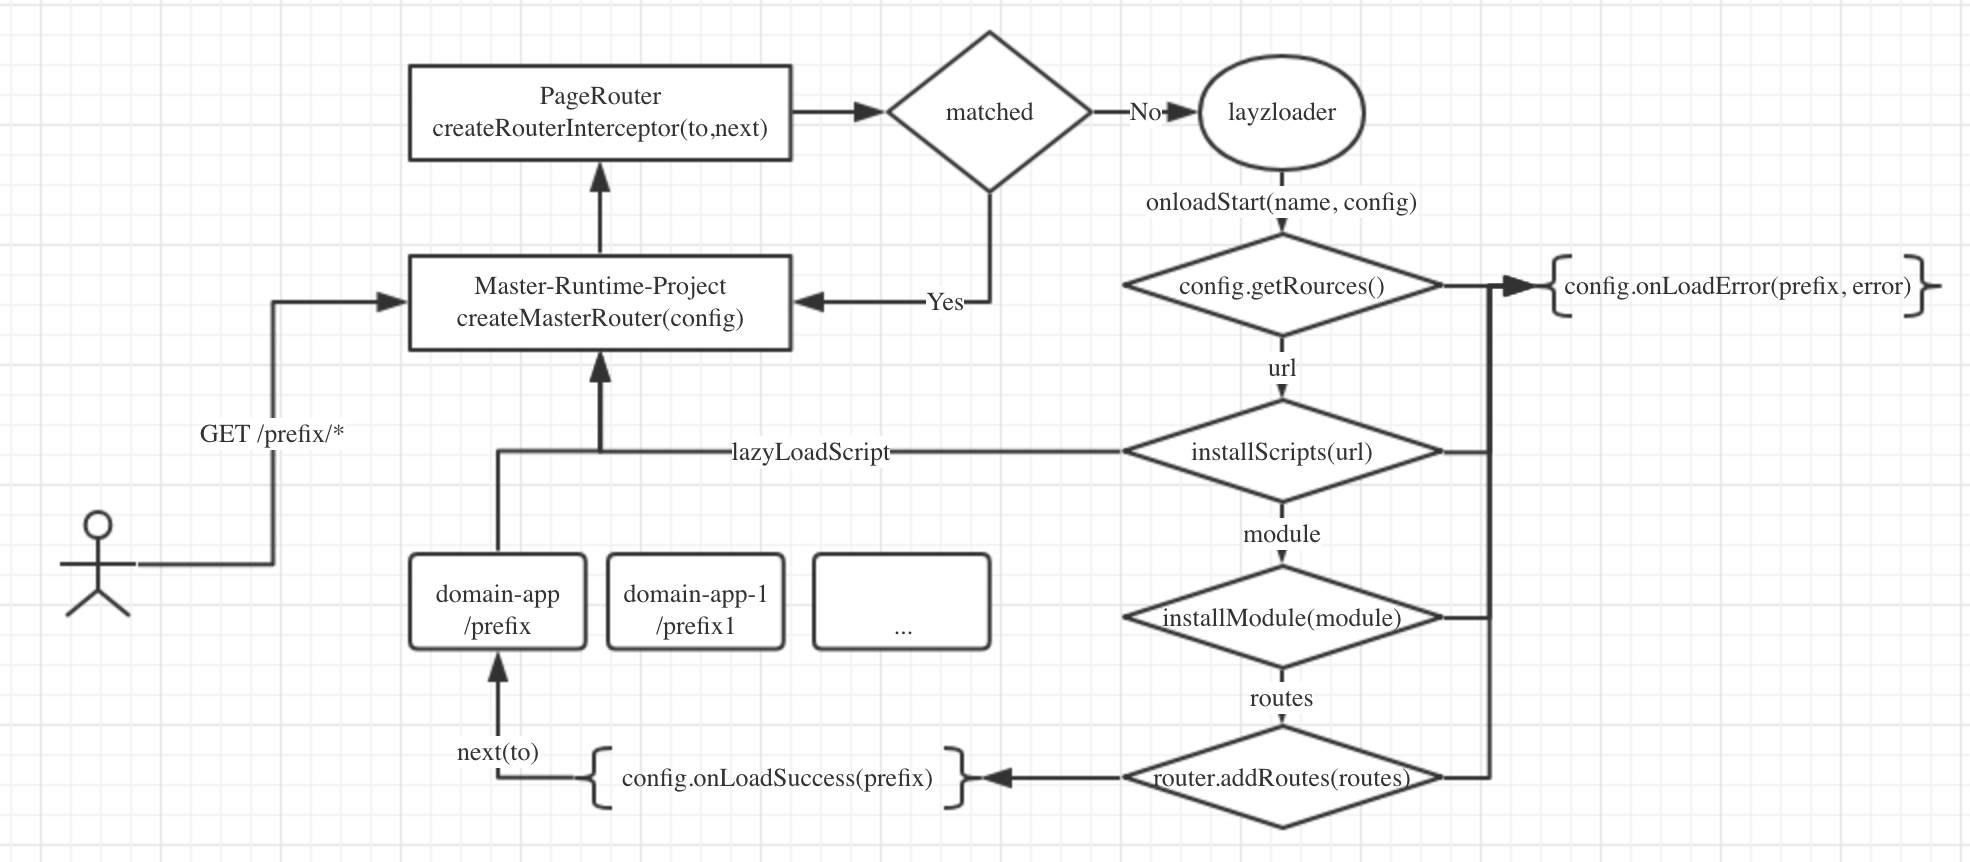 PageRouter
createRouterInterceptor(to,next)
matched
No
layzloader
onloadStart(name, config)
Master-Runtime-Project
createMasterRouter(config)
Yes
config.getRources()
config.onLoadError(prefix, error)
url
GET /prefix/*
lazyLoadScript
installScripts(url)
module
domain-app
/prefix
domain-app-1
/prefix1
...
installModule(module)
routes
next(to)
config.onLoadSuccess(prefix)
router.addRoutes(routes)